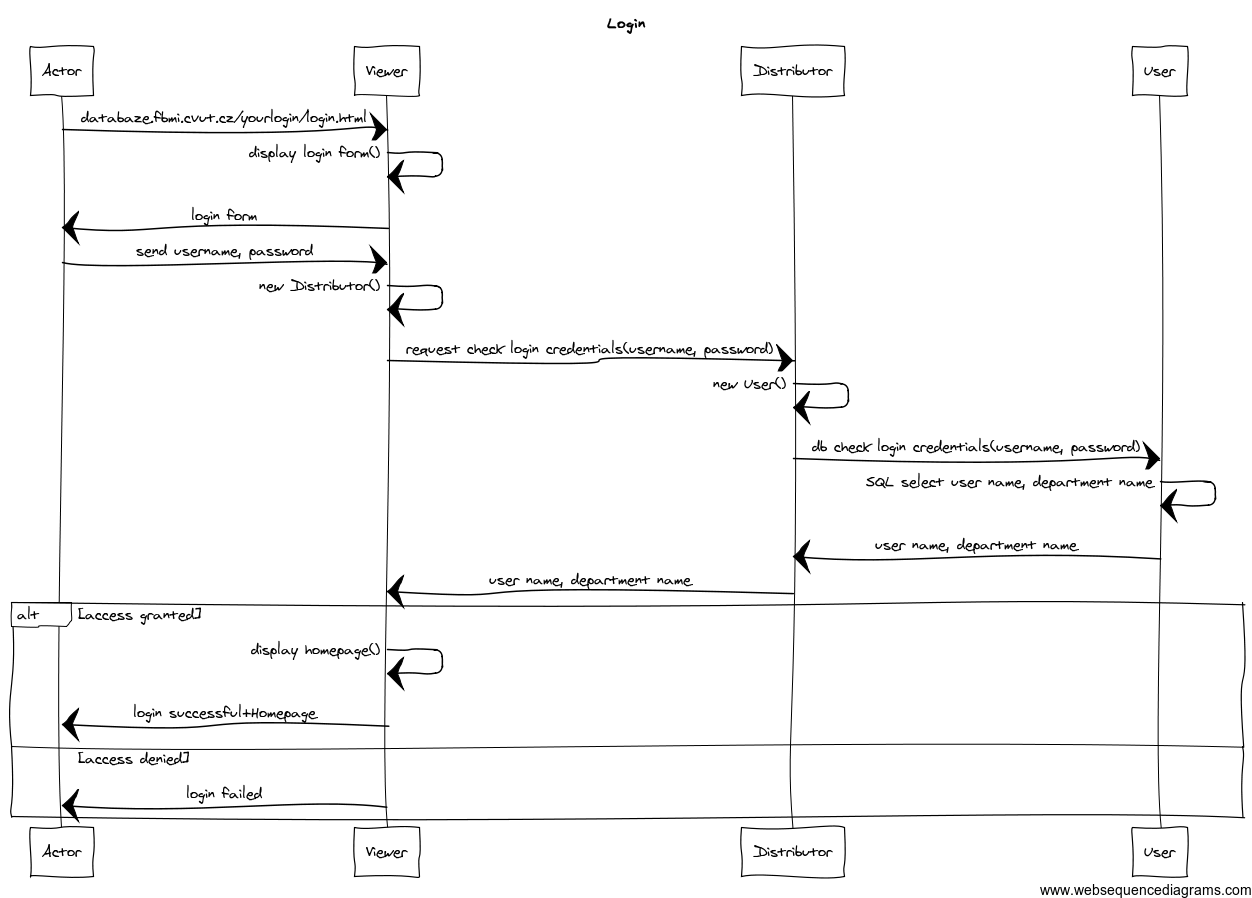 Login
Actor
Viewer
Distributor
User
databaze.fbmi.cvut.cz/yourlogin/login.html
display login form()
login form
send username, password
new Distributor()
request check login credentials(username, password)
new User()
db check login credentials(username, password)
SQL select user name, department name
user name, department name
user name, department name
alt [access granted]
display homepage()
login successful+Homepage
[access denied]
login failed
Actor
Viewer
Distributor
User
www.websequencediagrams.com